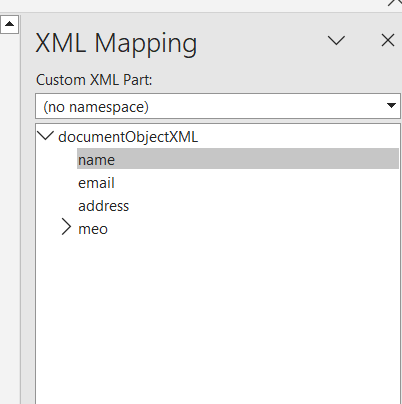 XML Mapping
Custom XML Part:
(no namespace)
documentObjectXML
name
email
address
meo